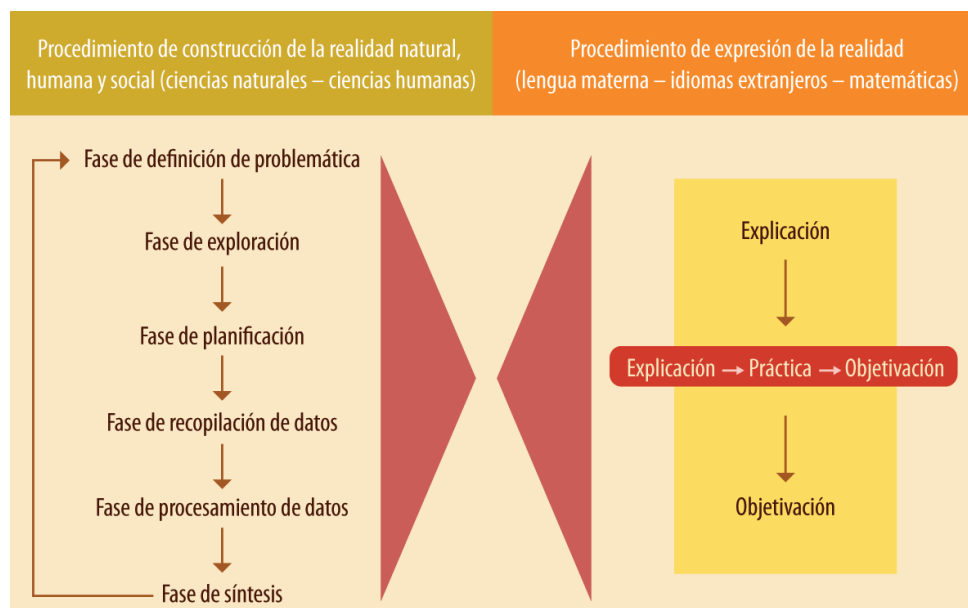 Procedimiento de construcción de la realidad natural,
humana y social (ciencias naturales – ciencias humanas)
Procedimiento de expresión de la realidad
(lengua materna – idiomas extranjeros – matemáticas)
Fase de definición de problemática
Fase de exploración
Fase de planificación
Fase de recopilación de datos
Fase de procesamiento de datos
Fase de síntesis
Explicación
Explicación → Práctica → Objetivación
Objetivación